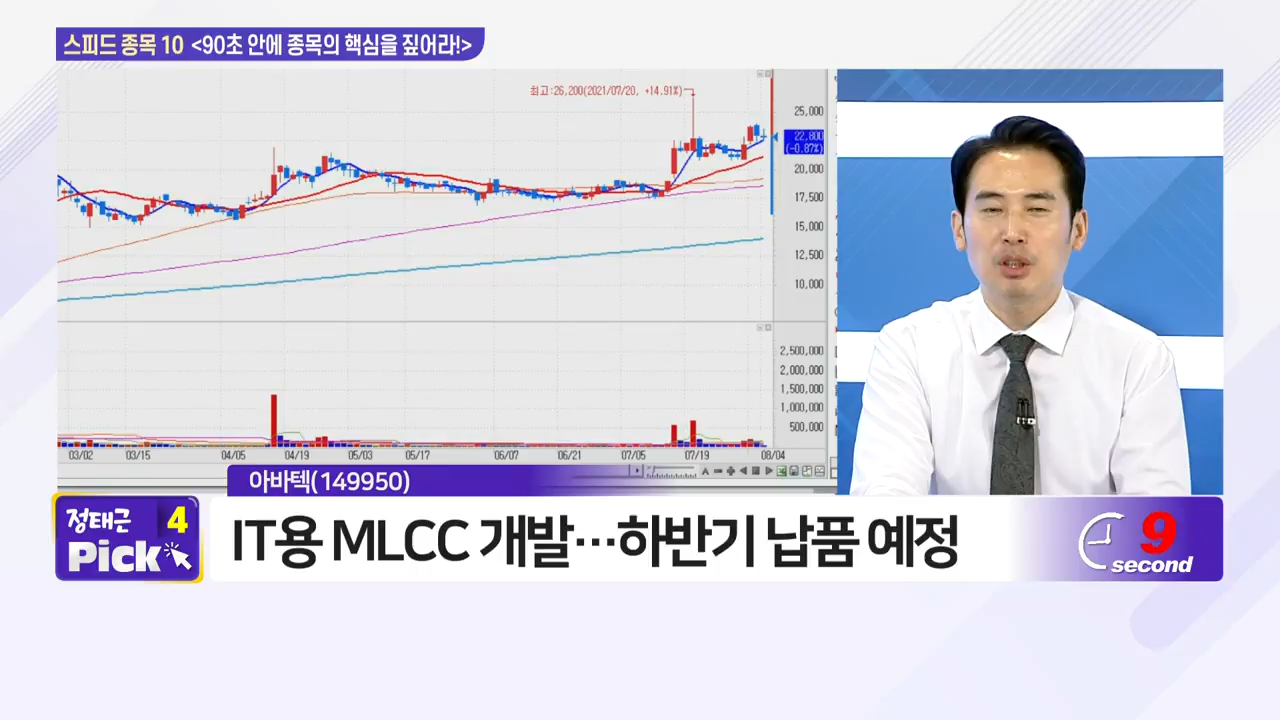 스피드 종목 10 <90초 안에 종목의 핵심을 짚어라!>
최고:26,200(2021/07/20, +14.91%)
25,000
22,800
(-0.87%)
20,000
17,500
15,000
12,500
10,000
2,500,000
2,000,000
1,500,000
1,000,000
500,000
03/02 03/15 04/05 04/19 05/03 05/17 06/07 06/21 07/05 07/19 08/04
아바텍(149950)
정태근 4
Pick
IT용 MLCC 개발…하반기 납품 예정
9
second